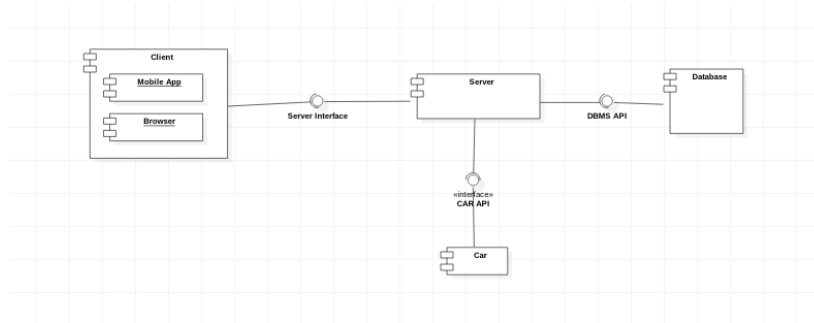 Client
Mobile App
Browser
Server Interface
Server
DBMS API
Database
«interface»
CAR API
Car